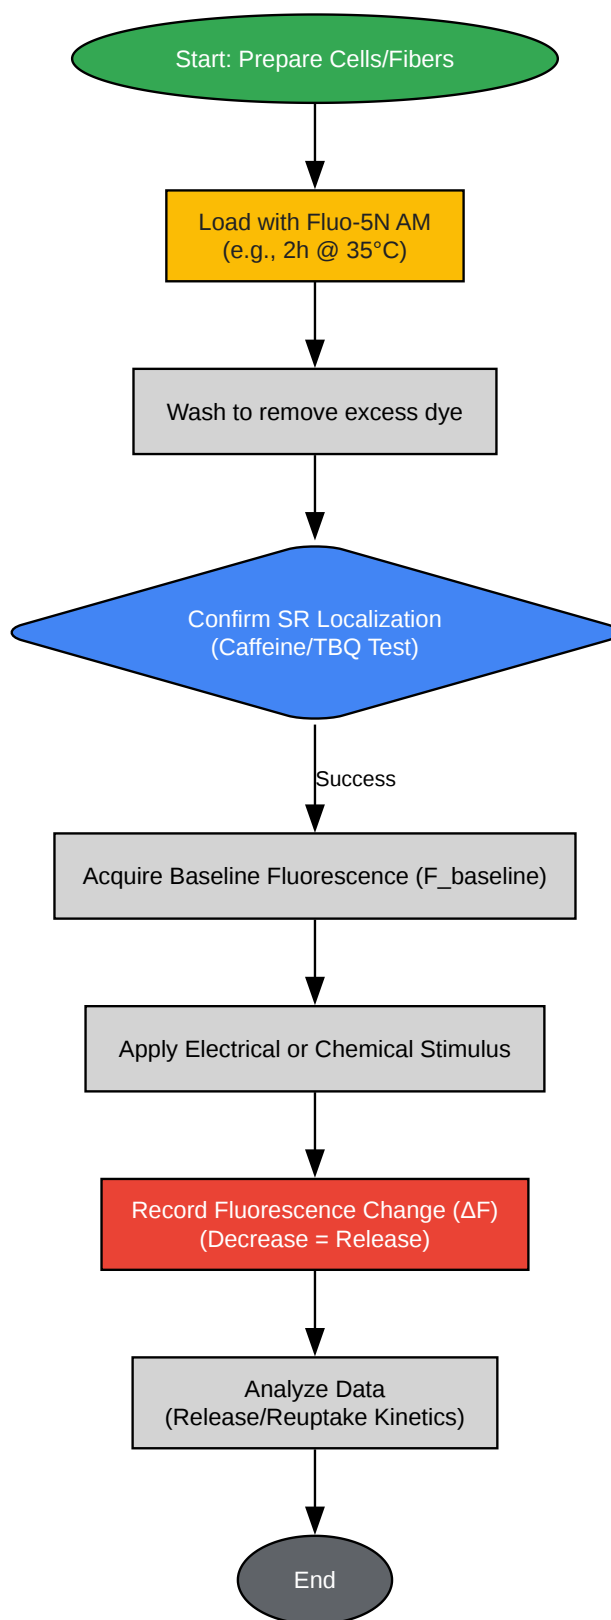 Start: Prepare Cells/Fibers
Load with Fluo-5N AM
(e.g., 2h @ 35°C)
Wash to remove excess dye
Confirm SR Localization
(Caffeine/TBQ Test)
Success
Acquire Baseline Fluorescence (F_baseline)
Apply Electrical or Chemical Stimulus
Record Fluorescence Change (ΔF)
(Decrease = Release)
Analyze Data
(Release/Reuptake Kinetics)
End